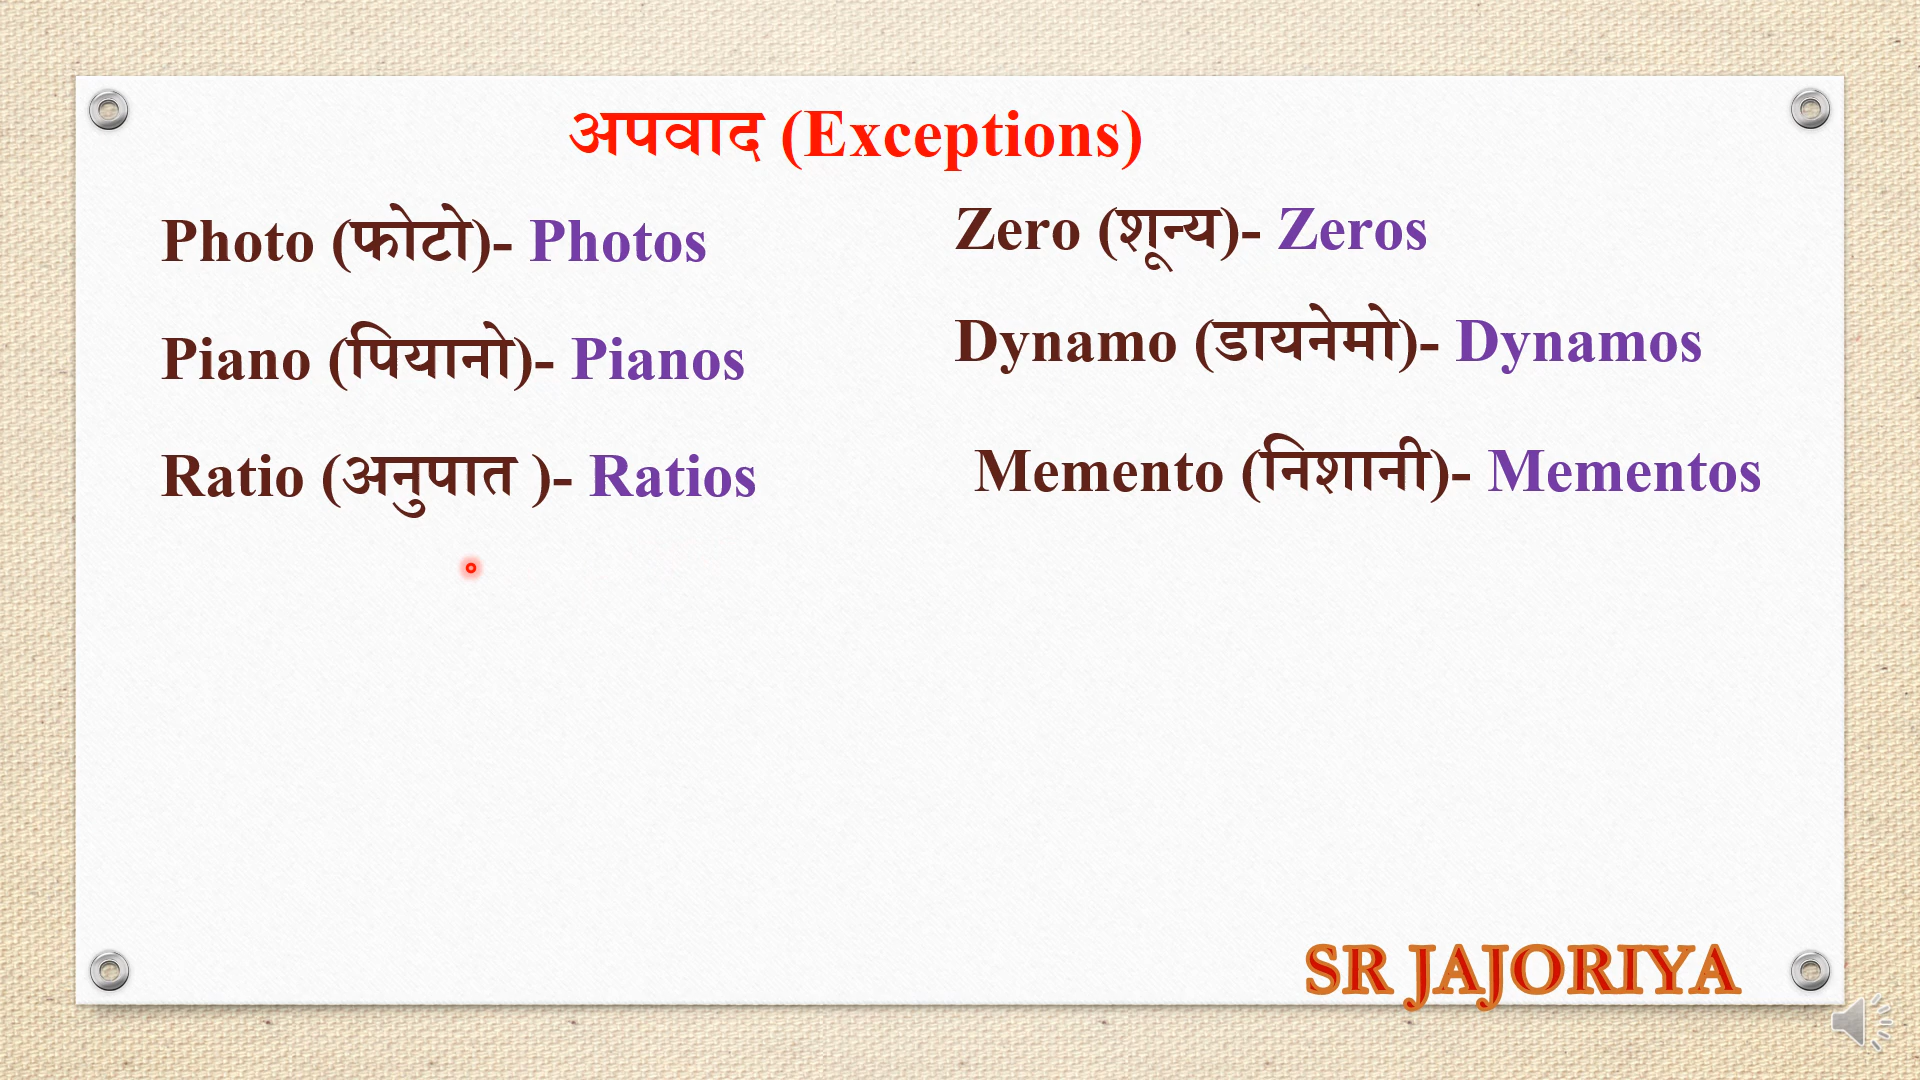 अपवाद (Exceptions)
Photo (फोटो)- Photos
Piano (पियानो)- Pianos
Ratio (अनुपात )- Ratios
Zero (शून्य)- Zeros
Dynamo (डायनेमो)- Dynamos
Memento (निशानी)- Mementos
SR JAJORIYA